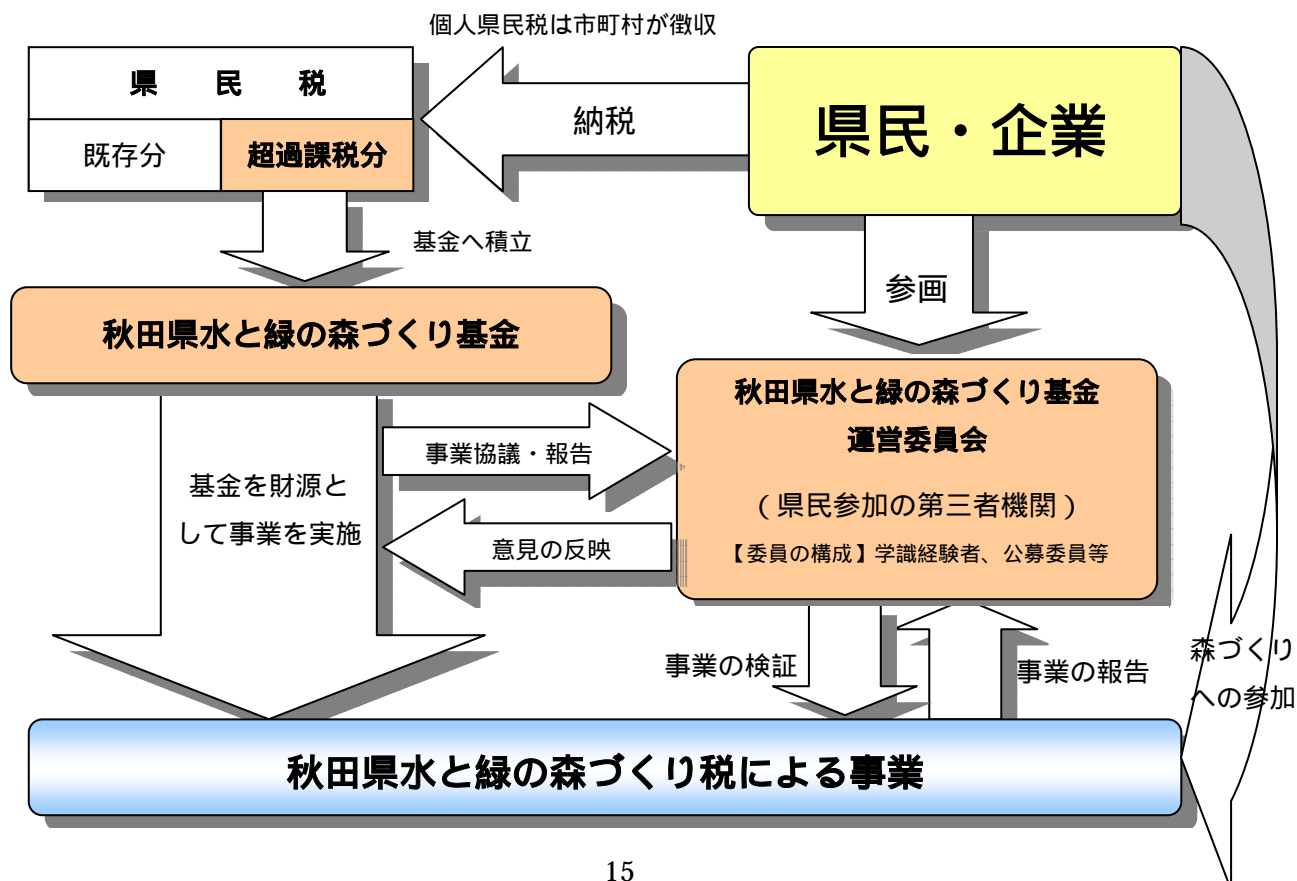 個人県民税は市町村が徴収
県　民　税
既存分
超過課税分
納税
県民・企業
基金へ積立
参画
秋田県水と緑の森づくり基金
秋田県水と緑の森づくり基金
運営委員会
（県民参加の第三者機関）
【委員の構成】学識経験者、公募委員等
事業協議・報告
基金を財源と
して事業を実施
意見の反映
事業の検証
事業の報告
森づくり
への参加
秋田県水と緑の森づくり税による事業
15